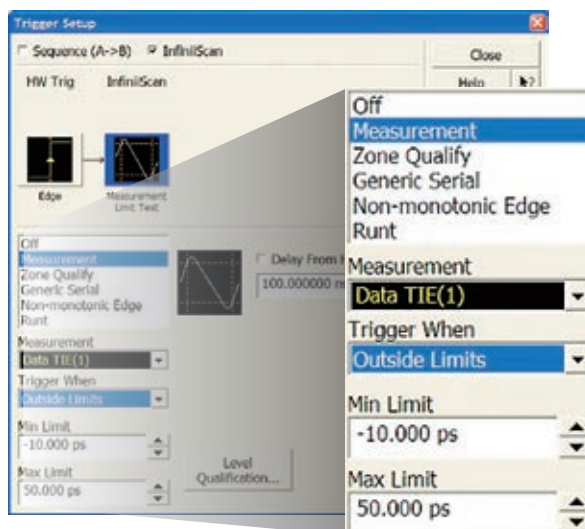 Trigger Setup
Sequence (A->B) InfiniiScan
Close
HW Trig InfiniiScan
Help
Edge
Measurement
Limit Test
Off
Measurement
Zone Qualify
Generic Serial
Non-monotonic Edge
Runt
Delay From
100.000000
Measurement
Data TIE(1)
Trigger When
Outside Limits
Min Limit
-10.000 ps
Max Limit
50.000 ps
Level
Qualification...
Off
Measurement
Zone Qualify
Generic Serial
Non-monotonic Edge
Runt
Measurement
Data TIE(1)
Trigger When
Outside Limits
Min Limit
-10.000 ps
Max Limit
50.000 ps